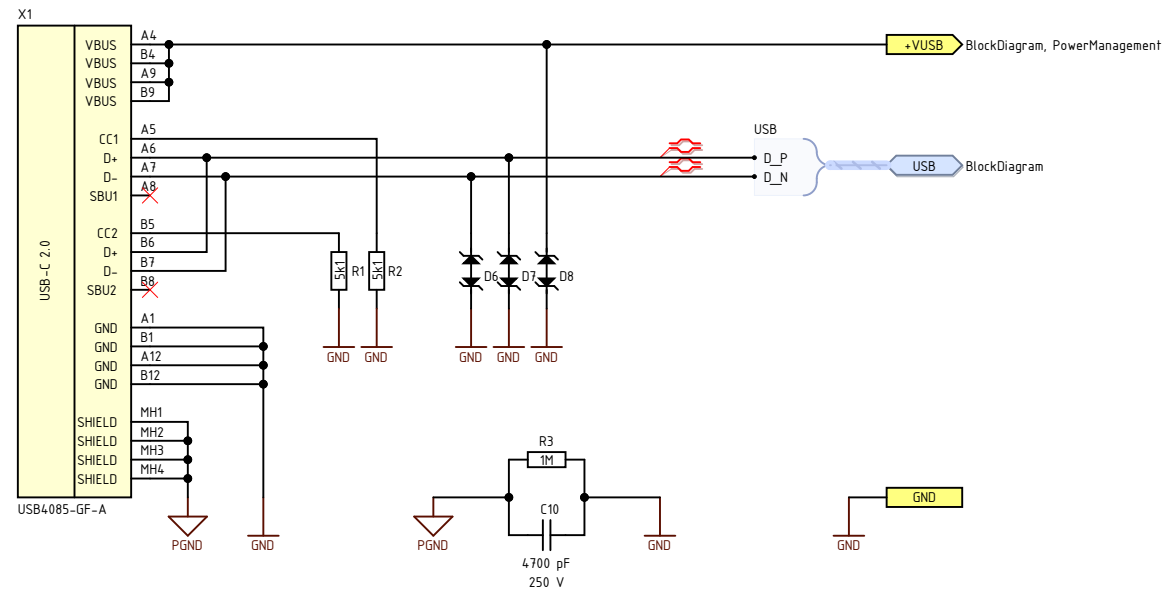 X1
USB-C 2.0
VBUS A4
VBUS B4
VBUS A9
VBUS B9
CC1 A5
D+ A6
D- A7
SBU1 A8
CC2 B5
D+ B6
D- B7
SBU2 B8
GND A1
GND B1
GND A12
GND B12
SHIELD MH1
SHIELD MH2
SHIELD MH3
SHIELD MH4
USB4085-GF-A
PGND
GND
5k1 R1
5k1 R2
GND
GND
D6
D7
D8
GND
GND
GND
+VUSB BlockDiagram, PowerManagement
USB
D_P
D_N
USB BlockDiagram
R3
1M
C10
4700 pF
250 V
PGND
GND
GND
GND